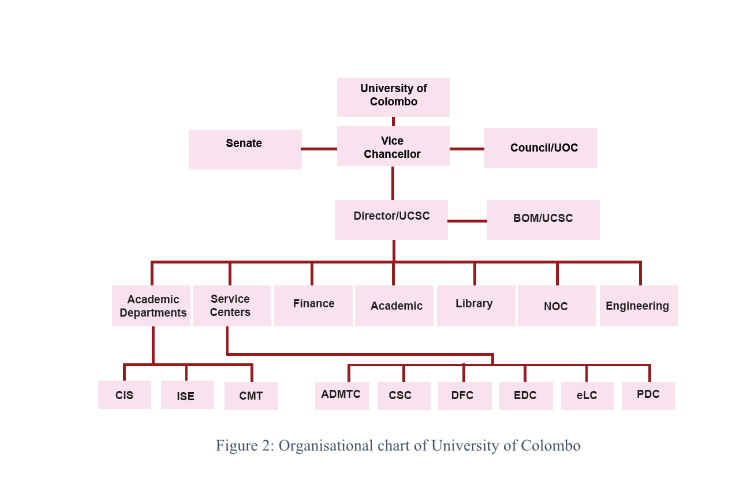 University of
Colombo
Senate
Vice
Chancellor
Council/UOC
Director/UCSC
BOM/UCSC
Academic
Departments
Service
Centers
Finance
Academic
Library
NOC
Engineering
CIS
ISE
CMT
ADMTC
CSC
DFC
EDC
eLC
PDC
Figure 2: Organisational chart of University of Colombo